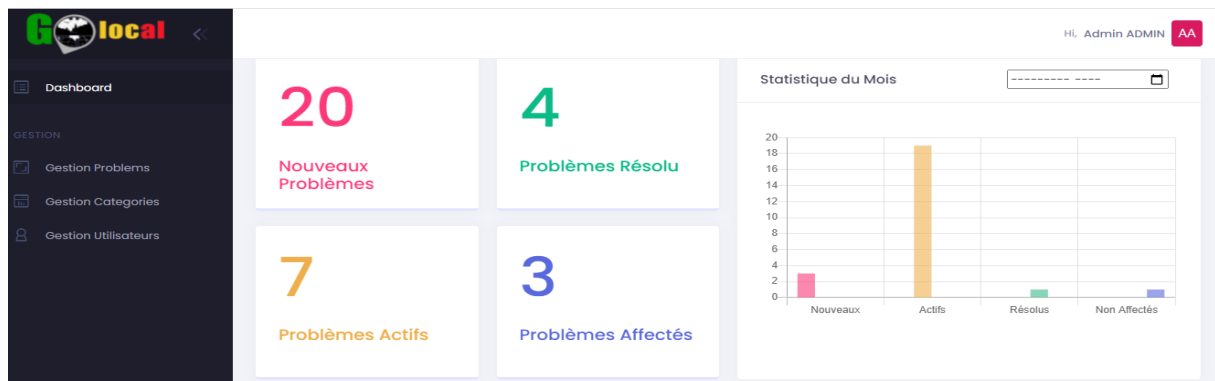 Golocal
Hi, Admin ADMIN AA
Dashboard
GESTION
Gestion Problems
Gestion Categories
Gestion Utilisateurs
20
Nouveaux
Problèmes
4
Problèmes Résolu
7
Problèmes Actifs
3
Problèmes Affectés
Statistique du Mois
--------- ----
20
18
16
14
12
10
8
6
4
2
0
Nouveaux Actifs Résolus Non Affectés